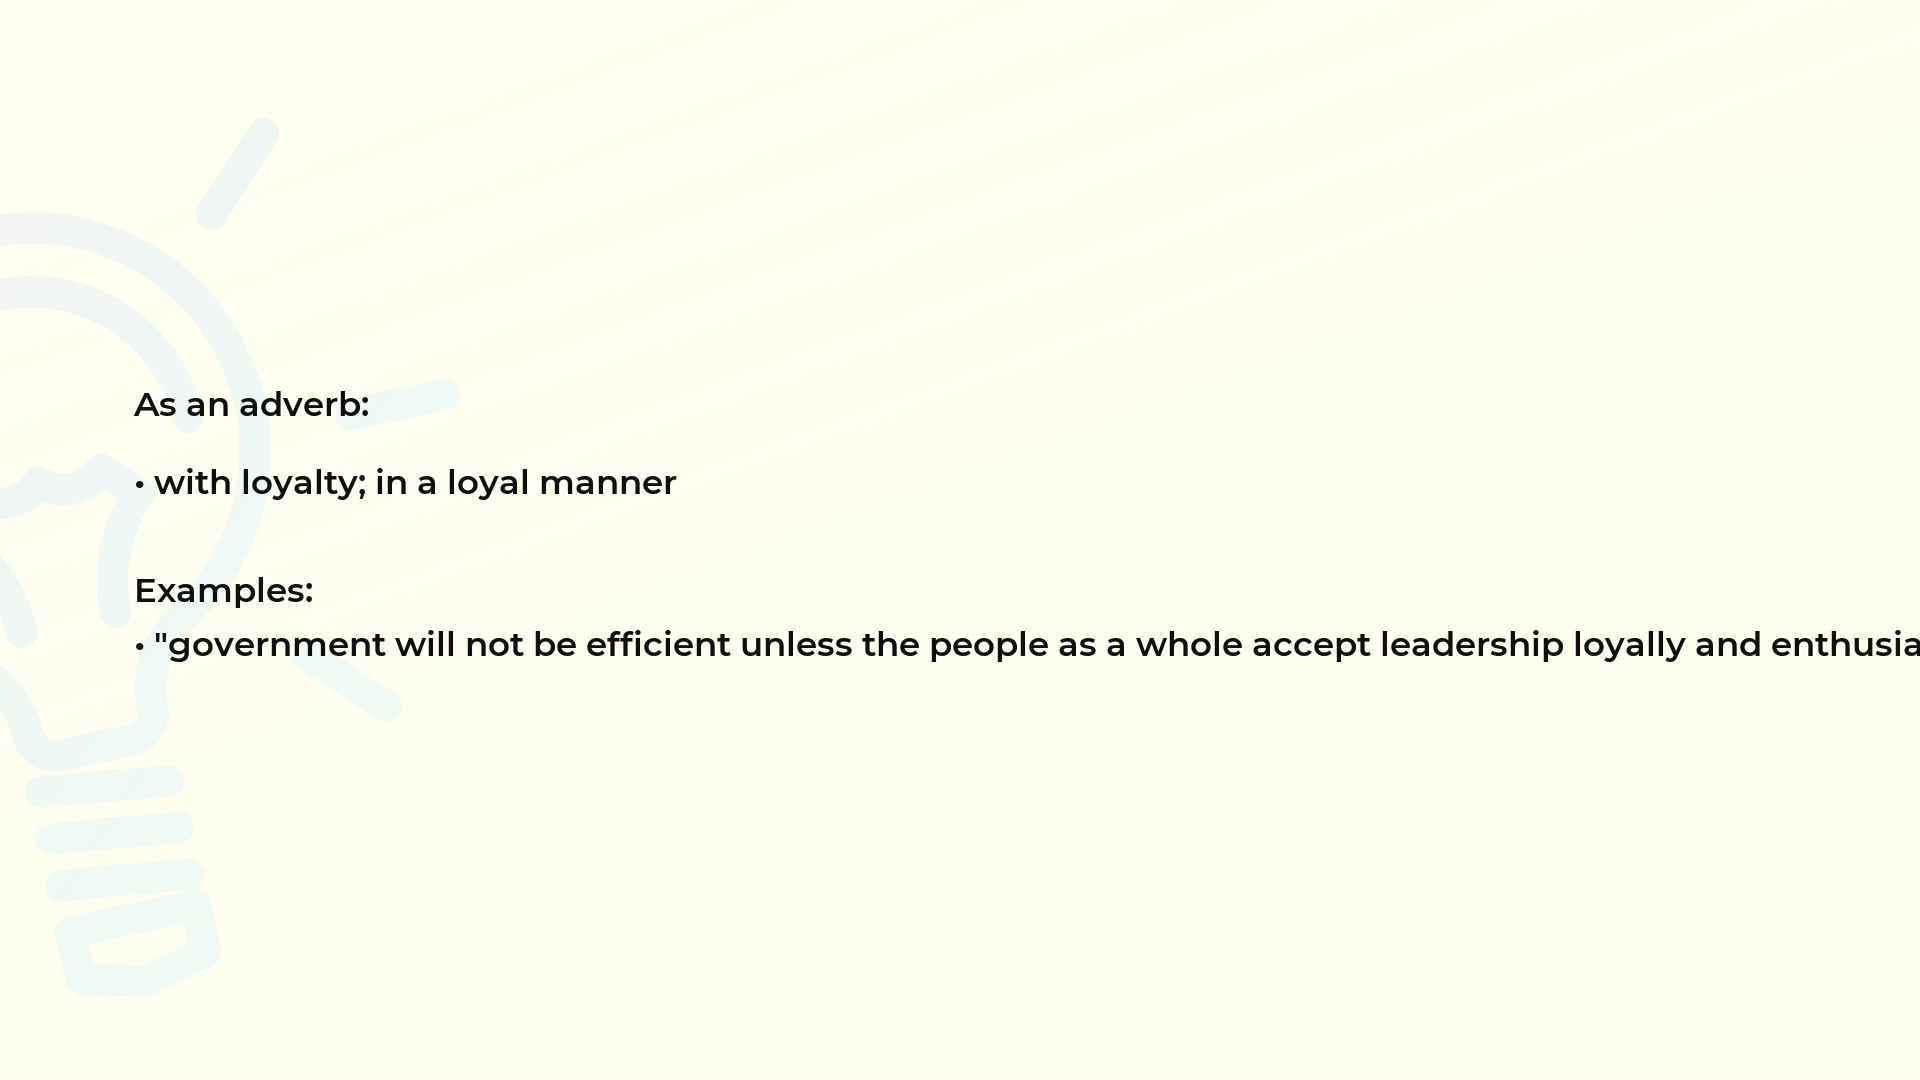 As an adverb:
• with loyalty; in a loyal manner
Examples:
• "government will not be efficient unless the people as a whole accept leadership loyally and enthusia